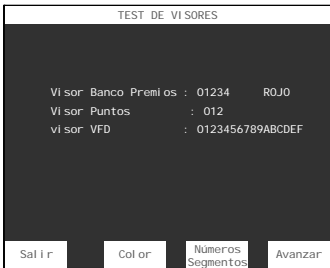 TEST DE VISORES
Visor Banco Premios : 01234 ROJO
Visor Puntos : 012
visor VFD : 0123456789ABCDEF
Salir Color Números Segmentos Avanzar